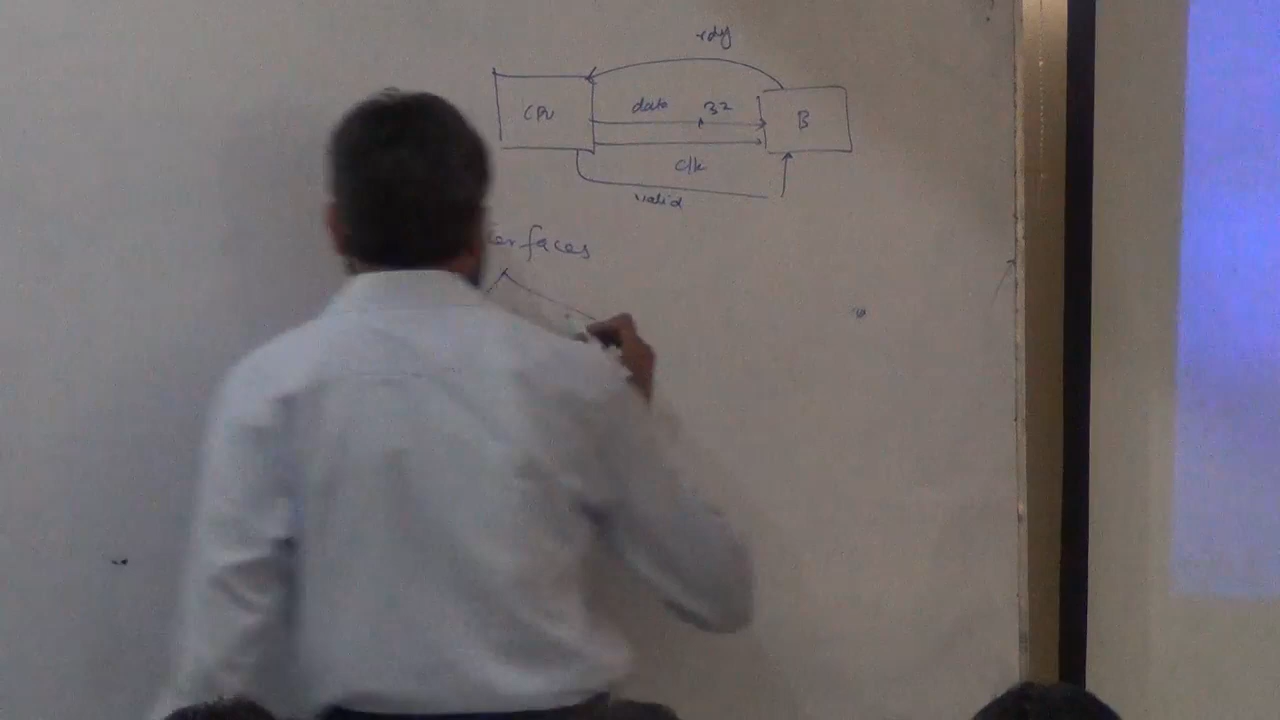 rdy
CPU data 32 B
clk
valid
erfaces